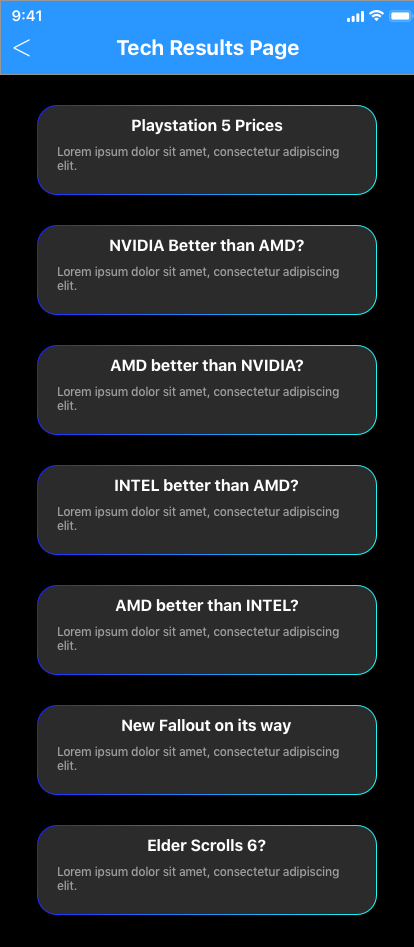 9:41
Tech Results Page
Playstation 5 Prices
Lorem ipsum dolor sit amet, consectetur adipiscing
elit.
NVIDIA Better than AMD?
Lorem ipsum dolor sit amet, consectetur adipiscing
elit.
AMD better than NVIDIA?
Lorem ipsum dolor sit amet, consectetur adipiscing
elit.
INTEL better than AMD?
Lorem ipsum dolor sit amet, consectetur adipiscing
elit.
AMD better than INTEL?
Lorem ipsum dolor sit amet, consectetur adipiscing
elit.
New Fallout on its way
Lorem ipsum dolor sit amet, consectetur adipiscing
elit.
Elder Scrolls 6?
Lorem ipsum dolor sit amet, consectetur adipiscing
elit.